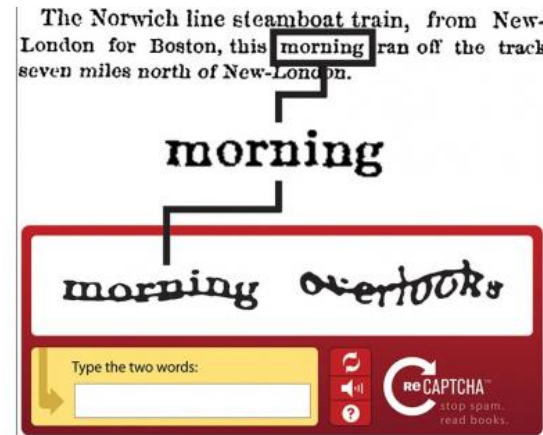 The Norwich line steamboat train, from New-
London for Boston, this morning ran off the track
seven miles north of New-London.
morning
morning overlooks
Type the two words:
?
reCAPTCHA™
stop spam.
read books.